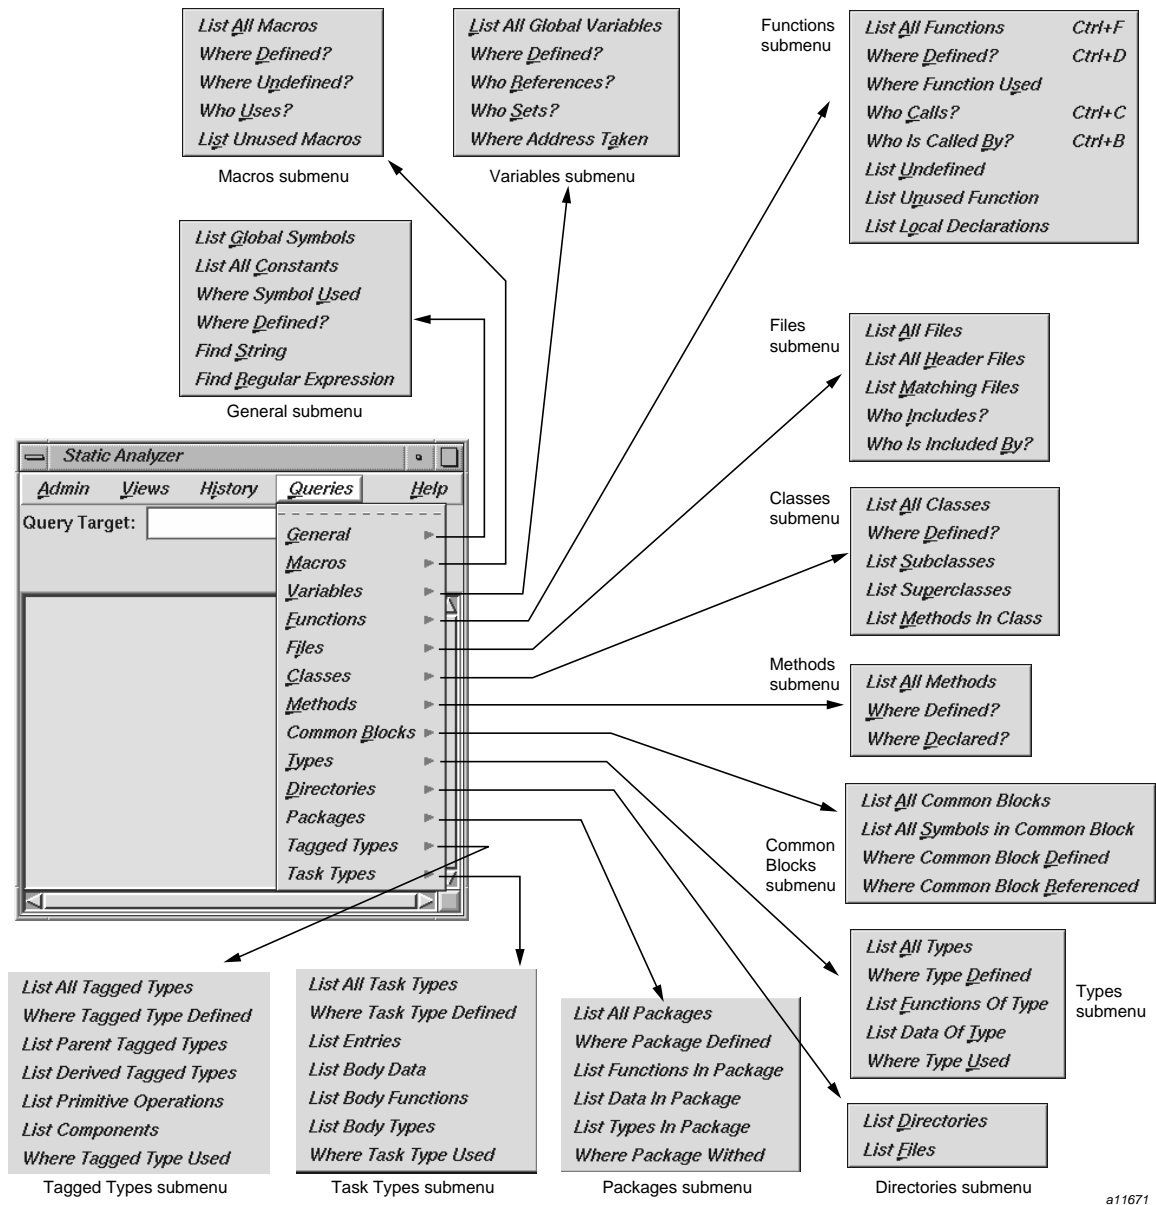 List All Macros
Where Defined?
Where Undefined?
Who Uses?
List Unused Macros
Macros submenu
List All Global Variables
Where Defined?
Who References?
Who Sets?
Where Address Taken
Variables submenu
Functions
submenu
List All Functions Ctrl+F
Where Defined? Ctrl+D
Where Function Used
Who Calls? Ctrl+C
Who Is Called By? Ctrl+B
List Undefined
List Unused Function
List Local Declarations
List Global Symbols
List All Constants
Where Symbol Used
Where Defined?
Find String
Find Regular Expression
General submenu
Files
submenu
List All Files
List All Header Files
List Matching Files
Who Includes?
Who Is Included By?
Static Analyzer
Admin Views History Queries Help
Query Target:
General
Macros
Variables
Functions
Files
Classes
Methods
Common Blocks
Types
Directories
Packages
Tagged Types
Task Types
Classes
submenu
List All Classes
Where Defined?
List Subclasses
List Superclasses
List Methods In Class
Methods
submenu
List All Methods
Where Defined?
Where Declared?
Common
Blocks
submenu
List All Common Blocks
List All Symbols in Common Block
Where Common Block Defined
Where Common Block Referenced
List All Types
Where Type Defined
List Functions Of Type
List Data Of Type
Where Type Used
Types
submenu
List All Tagged Types
Where Tagged Type Defined
List Parent Tagged Types
List Derived Tagged Types
List Primitive Operations
List Components
Where Tagged Type Used
Tagged Types submenu
List All Task Types
Where Task Type Defined
List Entries
List Body Data
List Body Functions
List Body Types
Where Task Type Used
Task Types submenu
List All Packages
Where Package Defined
List Functions In Package
List Data In Package
List Types In Package
Where Package Withed
Packages submenu
List Directories
List Files
Directories submenu
a11671